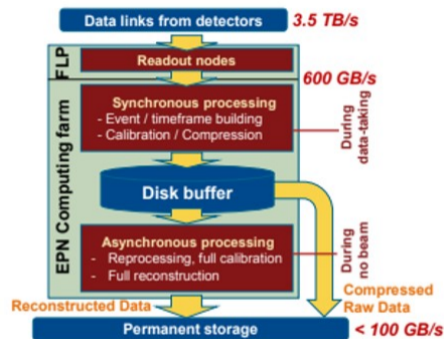 Data links from detectors
3.5 TB/s
FLP
Readout nodes
600 GB/s
EPN Computing farm
Synchronous processing
- Event / timeframe building
- Calibration / Compression
During
data-taking
Disk buffer
Asynchronous processing
- Reprocessing, full calibration
- Full reconstruction
During
no beam
Reconstructed Data
Compressed
Raw Data
Permanent storage
< 100 GB/s